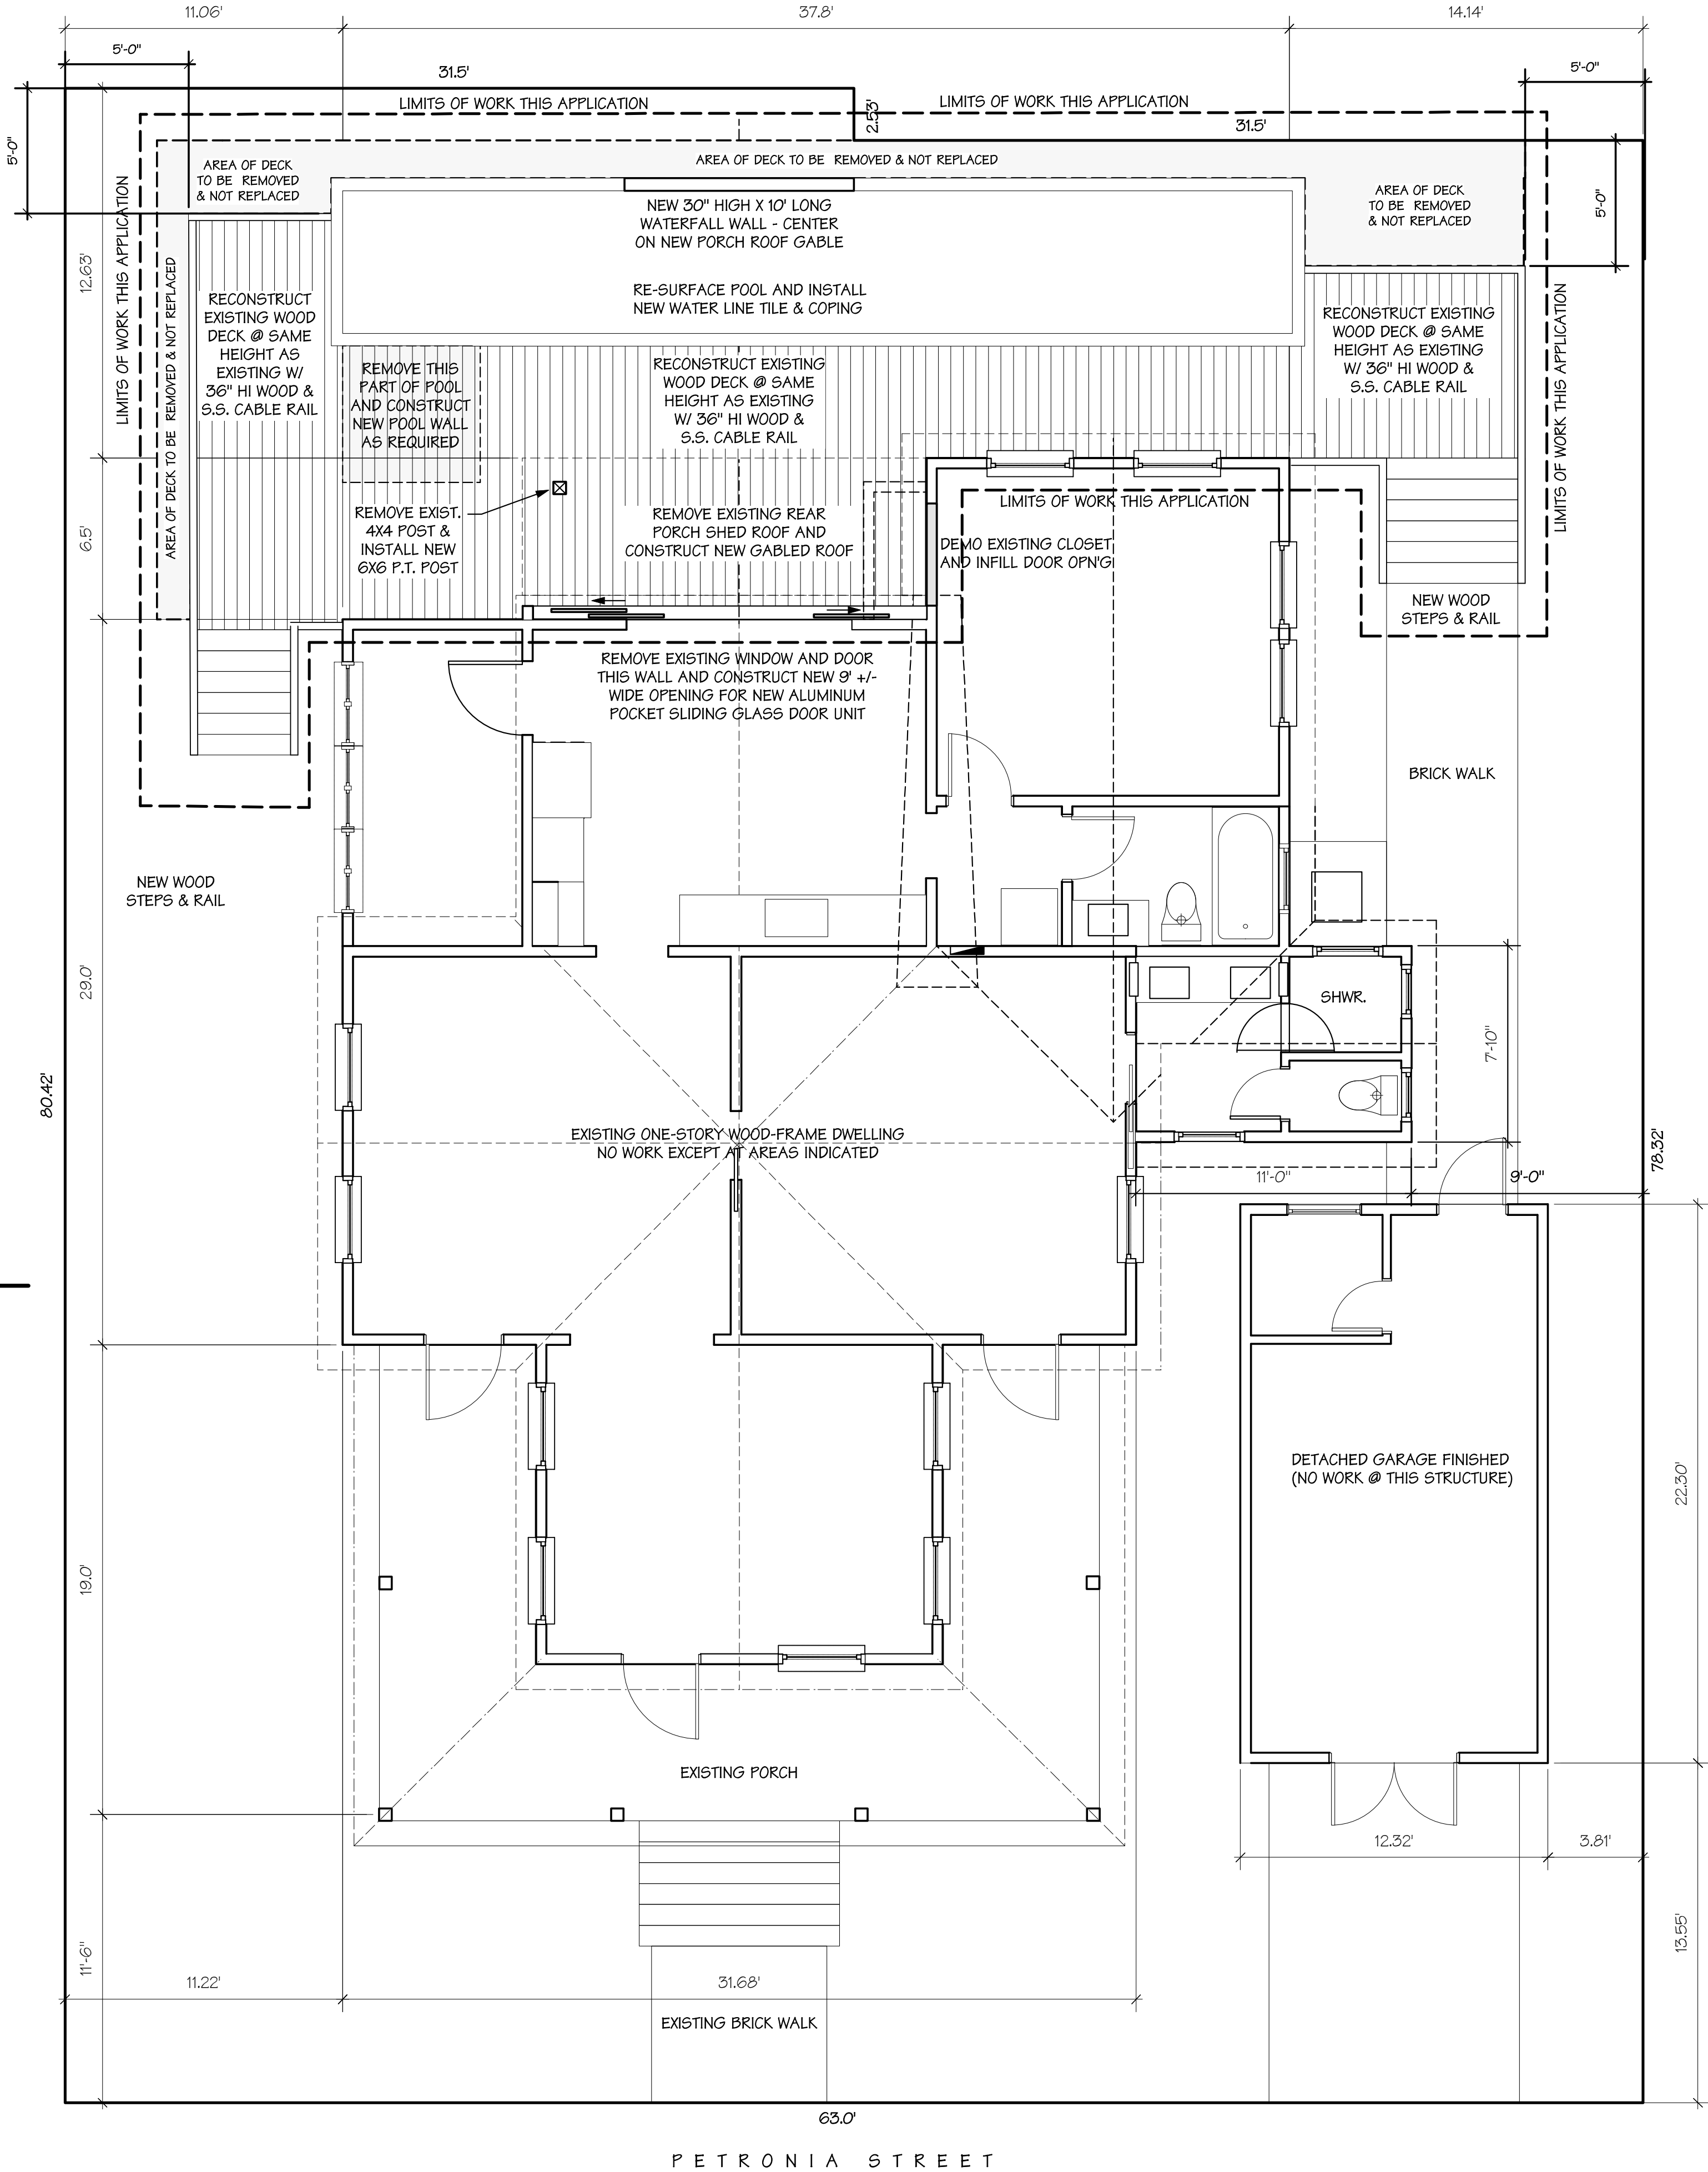 11.06'
37.8'
14.14'
5'-0"
5'-0"
31.5'
LIMITS OF WORK THIS APPLICATION
LIMITS OF WORK THIS APPLICATION
2.53'
31.5'
5'-0"
5'-0"
AREA OF DECK
TO BE REMOVED
& NOT REPLACED
AREA OF DECK TO BE REMOVED & NOT REPLACED
AREA OF DECK
TO BE REMOVED
& NOT REPLACED
NEW 30" HIGH X 10' LONG
WATERFALL WALL - CENTER
ON NEW PORCH ROOF GABLE
RE-SURFACE POOL AND INSTALL
NEW WATER LINE TILE & COPING
12.63'
LIMITS OF WORK THIS APPLICATION
AREA OF DECK TO BE REMOVED & NOT REPLACED
RECONSTRUCT
EXISTING WOOD
DECK @ SAME
HEIGHT AS
EXISTING W/
36" HI WOOD &
S.S. CABLE RAIL
REMOVE THIS
PART OF POOL
AND CONSTRUCT
NEW POOL WALL
AS REQUIRED
RECONSTRUCT EXISTING
WOOD DECK @ SAME
HEIGHT AS EXISTING
W/ 36" HI WOOD &
S.S. CABLE RAIL
RECONSTRUCT EXISTING
WOOD DECK @ SAME
HEIGHT AS EXISTING
W/ 36" HI WOOD &
S.S. CABLE RAIL
LIMITS OF WORK THIS APPLICATION
6.5'
REMOVE EXIST.
4X4 POST &
INSTALL NEW
6X6 P.T. POST
REMOVE EXISTING REAR
PORCH SHED ROOF AND
CONSTRUCT NEW GABLED ROOF
LIMITS OF WORK THIS APPLICATION
DEMO EXISTING CLOSET
AND INFILL DOOR OPN'G
NEW WOOD
STEPS & RAIL
REMOVE EXISTING WINDOW AND DOOR
THIS WALL AND CONSTRUCT NEW 9' +/-
WIDE OPENING FOR NEW ALUMINUM
POCKET SLIDING GLASS DOOR UNIT
BRICK WALK
NEW WOOD
STEPS & RAIL
29.0'
SHWR.
7'-10"
80.42'
78.32'
EXISTING ONE-STORY WOOD-FRAME DWELLING
NO WORK EXCEPT AT AREAS INDICATED
11'-0"
9'-0"
DETACHED GARAGE FINISHED
(NO WORK @ THIS STRUCTURE)
22.30'
19.0'
EXISTING PORCH
12.32'
3.81'
11'-6"
13.55'
11.22'
31.68'
EXISTING BRICK WALK
63.0'
PETRONIA STREET